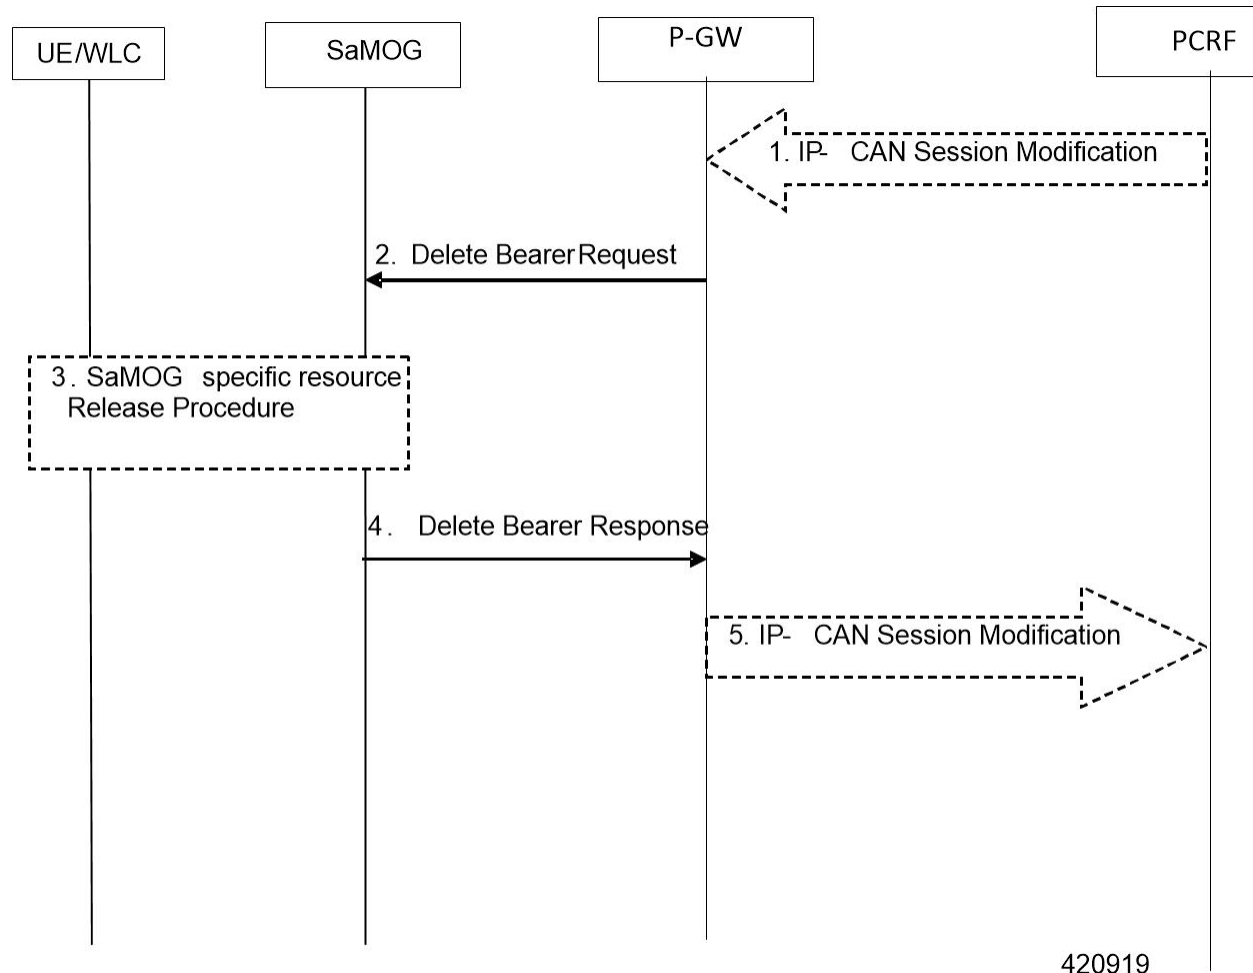 UE/WLC
SaMOG
P-GW
PCRF
1. IP- CAN Session Modification
2. Delete Bearer Request
3. SaMOG specific resource
Release Procedure
4. Delete Bearer Response
5. IP- CAN Session Modification
420919